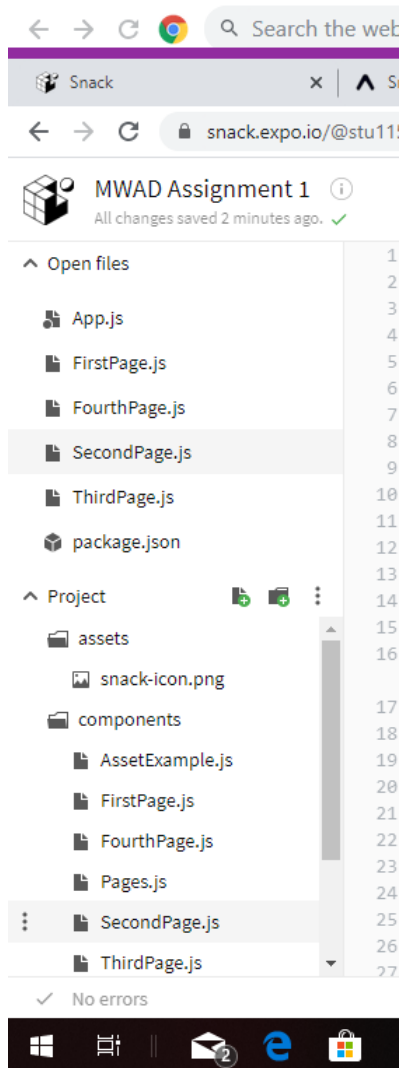 Search the web
Snack
S
snack.expo.io/@stu115
MWAD Assignment 1
All changes saved 2 minutes ago.
Open files
App.js
FirstPage.js
FourthPage.js
SecondPage.js
ThirdPage.js
package.json
Project
assets
snack-icon.png
components
AssetExample.js
FirstPage.js
FourthPage.js
Pages.js
SecondPage.js
ThirdPage.js
No errors
1
2
3
4
5
6
7
8
9
10
11
12
13
14
15
16
17
18
19
20
21
22
23
24
25
26
27
2